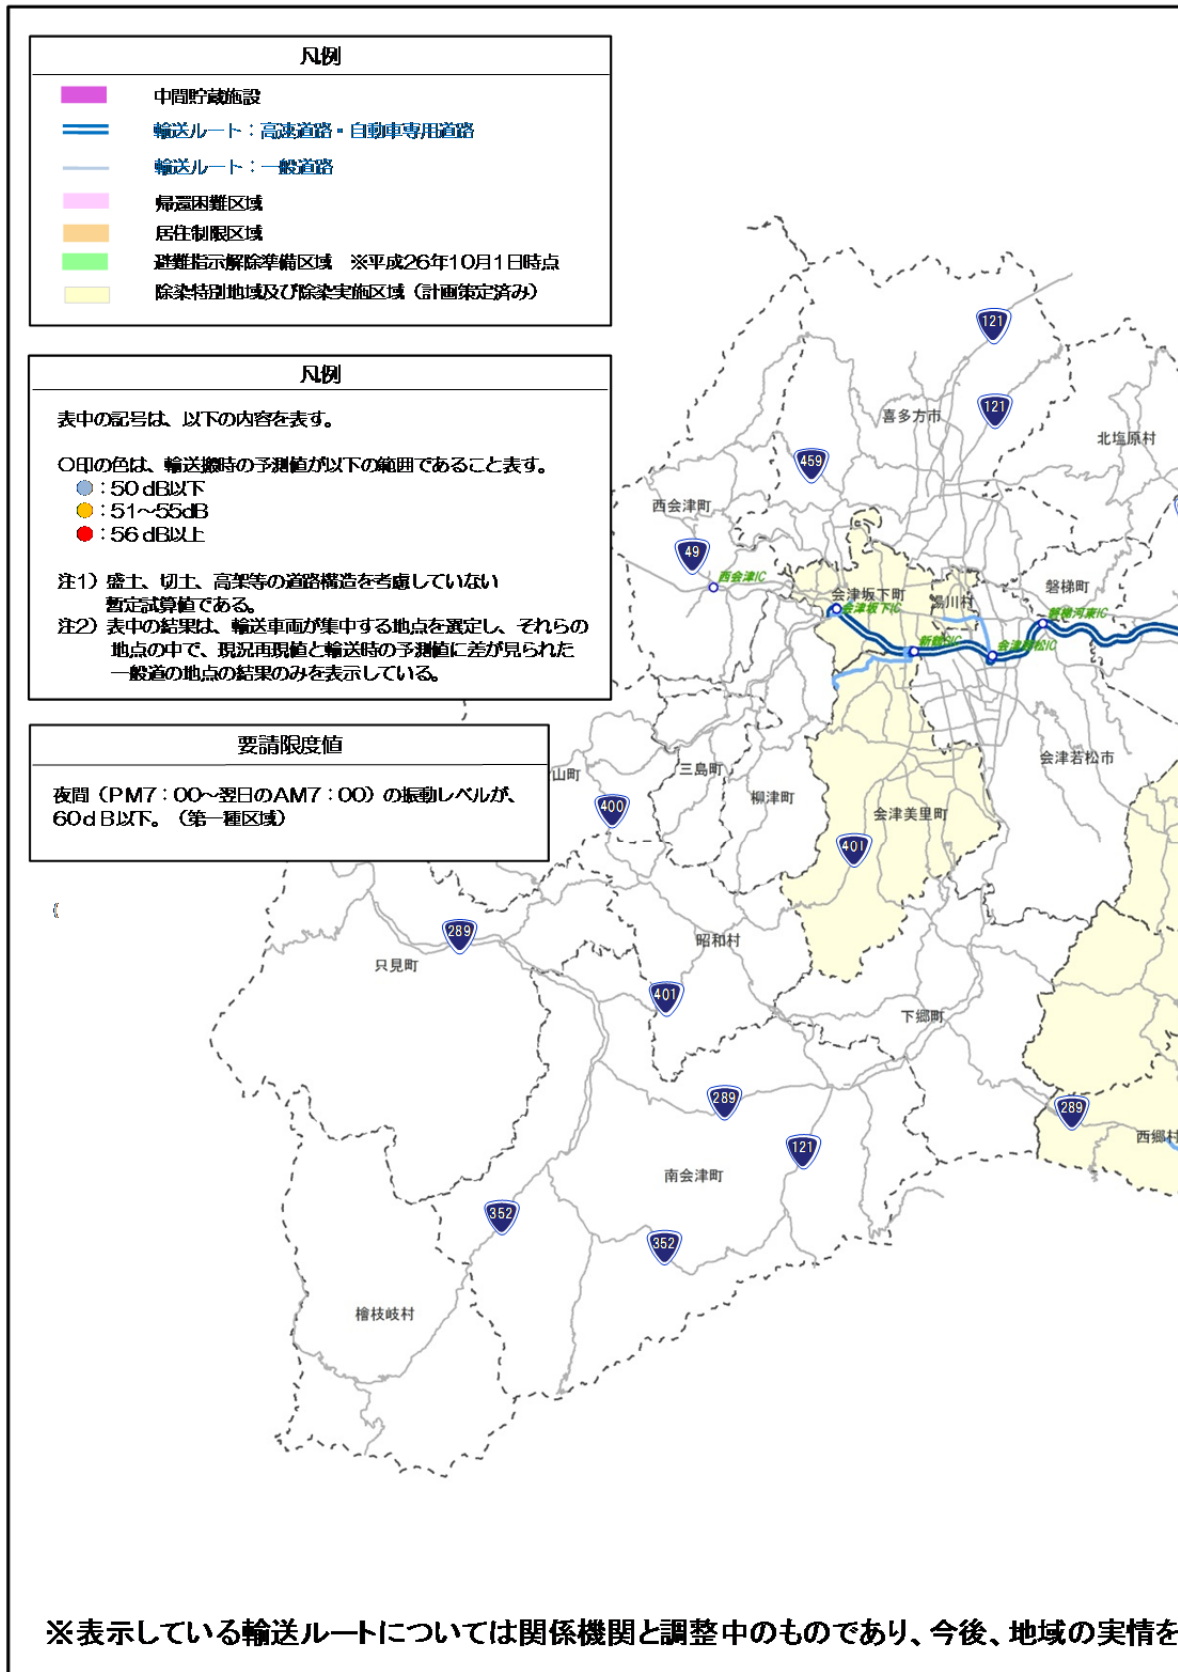 凡例
中間貯蔵施設
輸送ルート：高速道路・自動車専用道路
輸送ルート：一般道路
帰還困難区域
居住制限区域
避難指示解除準備区域　※平成26年10月1日時点
除染特別地域及び除染実施区域（計画策定済み）
凡例
表中の記号は、以下の内容を表す。
○印の色は、輸送搬時の予測値が以下の範囲であること表す。
：50dB以下
：51～55dB
：56dB以上
注1）盛土、切土、高架等の道路構造を考慮していない
暫定試算値である。
注2）表中の結果は、輸送車両が集中する地点を選定し、それらの
地点の中で、現況再現値と輸送時の予測値に差が見られた
一般道の地点の結果のみを表示している。
要請限度値
夜間（PM7：00～翌日のAM7：00）の振動レベルが、
60dB以下。（第一種区域）
121
喜多方市
121
北塩原村
459
西会津町
49
西会津IC
会津坂下町
会津坂下IC
湯川村
磐梯町
磐梯河東IC
新鶴SIC
会津若松IC
会津若松市
山町
三島町
柳津町
400
会津美里町
401
289
只見町
昭和村
401
下郷町
289
289
121
西郷村
南会津町
352
352
檜枝岐村
※表示している輸送ルートについては関係機関と調整中のものであり、今後、地域の実情を